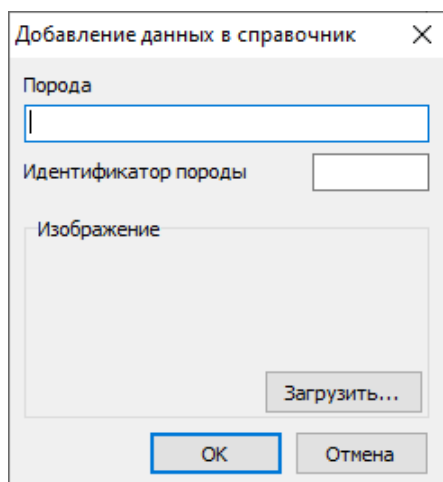 Добавление данных в справочник
Порода
Идентификатор породы
Изображение
Загрузить...
OK
Отмена